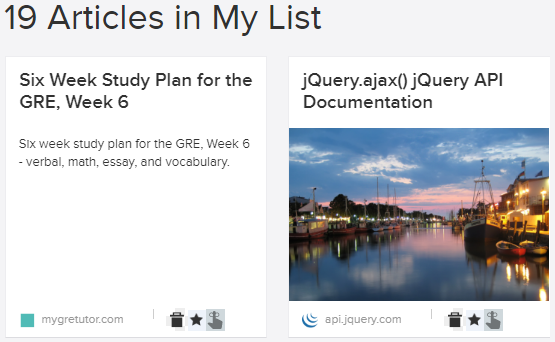 19 Articles in My List
Six Week Study Plan for the
GRE, Week 6
SIx week study plan for the GRE, Week 6
- verbal, math, essay, and vocabulary.
mygretutor.com
jQuery.ajax() jQuery API
Documentation
api.jquery.com